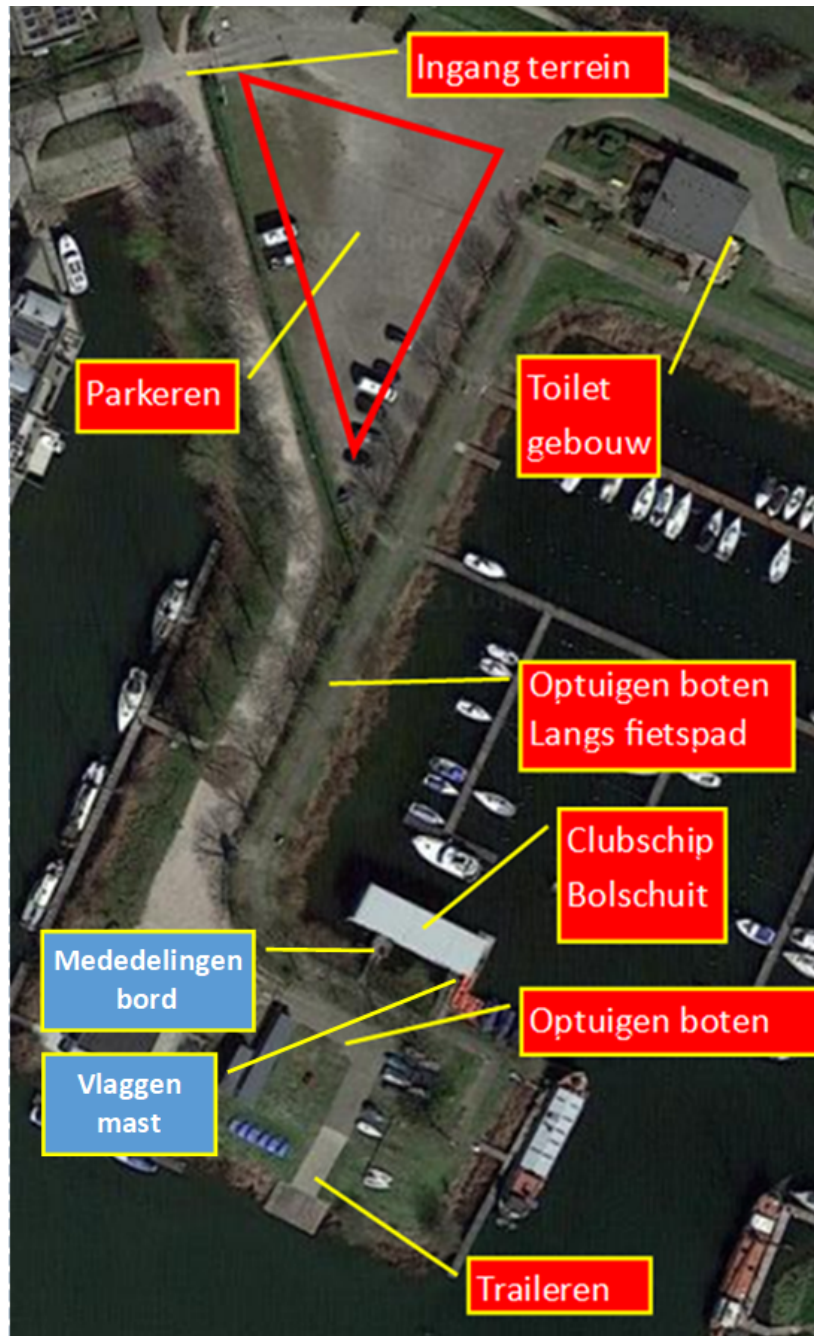 Ingang terrein
Parkeren
Toilet
gebouw
Optuigen boten
Langs fietspad
Clubschip
Bolschuit
Mededelingen
bord
Optuigen boten
Vlaggen
mast
Traileren